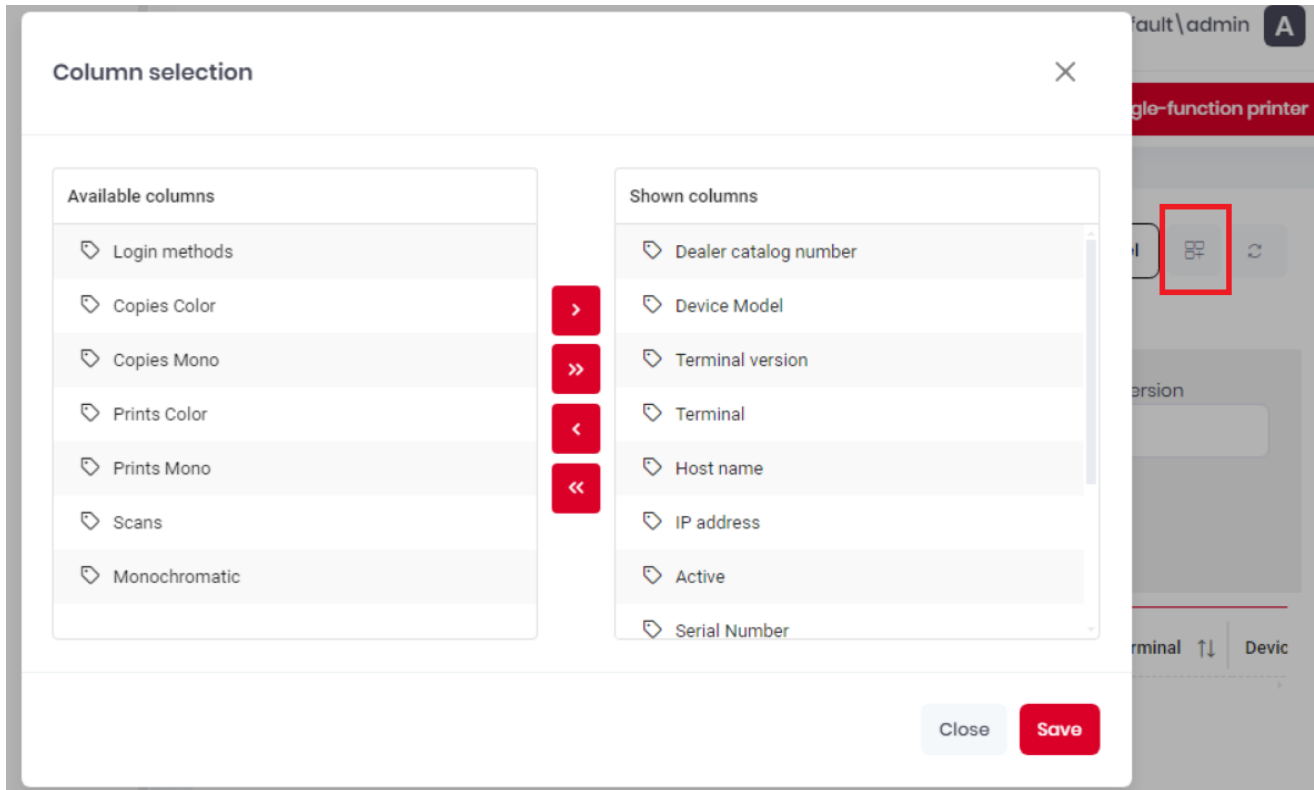 fault\admin
A
Column selection
gle-function printer
Available columns
Login methods
Copies Color
Copies Mono
Prints Color
Prints Mono
Scans
Monochromatic
Shown columns
Dealer catalog number
Device Model
Terminal version
Terminal
Host name
IP address
Active
Serial Number
el
ersion
rminal
Devic
Close
Save